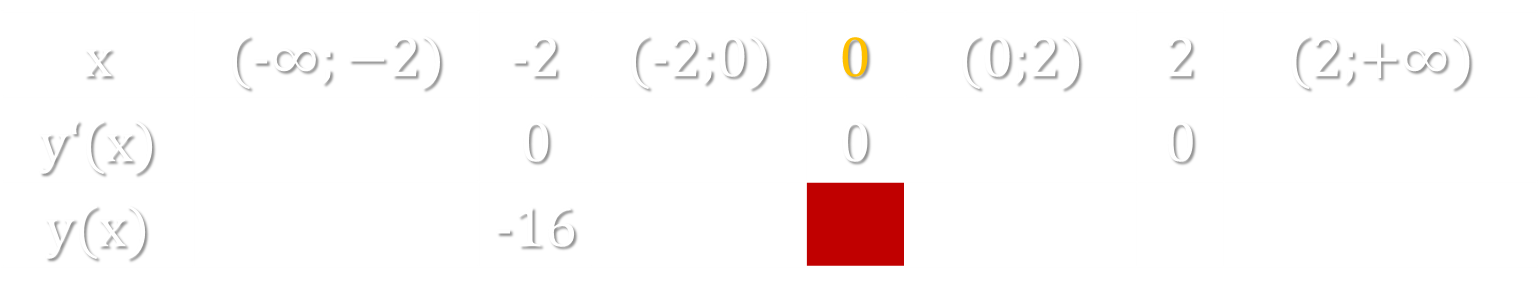 x (-∞; −2) -2 (-2;0) 0 (0;2) 2 (2;+∞)
y'(x) 0 0 0
y(x) -16